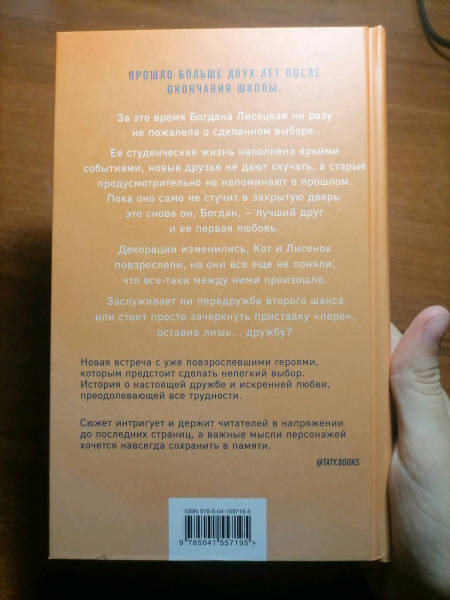 ПРОШЛО БОЛЬШЕ ДВУХ ЛЕТ ПОСЛЕ
ОКОНЧАНИЯ ШКОЛЫ.
За это время Богдана Лисецкая ни разу
не пожалела о сделанном выборе.
Ее студенческая жизнь наполнена яркими
событиями, новые друзья не дают скучать, а старые
предусмотрительно не напоминают о прошлом.
Пока оно само не стучит в закрытую дверь:
это снова он, Богдан, – лучший друг
и ее первая любовь.
Декорации изменились, Кот и Лисенок
повзрослели, но они все еще не поняли,
что все-таки между ними произошло.
Заслуживает ли передружба второго шанса
или стоит просто зачеркнуть приставку «пере»,
оставив лишь... дружбу?
Новая встреча с уже повзрослевшими героями,
которым предстоит сделать нелегкий выбор.
История о настоящей дружбе и искренней любви,
преодолевающей все трудности.
Сюжет интригует и держит читателей в напряжении
до последних страниц, а важные мысли персонажей
хочется навсегда сохранить в памяти.
@TATY.BOOKS
ISBN 978-5-04-155719-5
9 785041 557195>